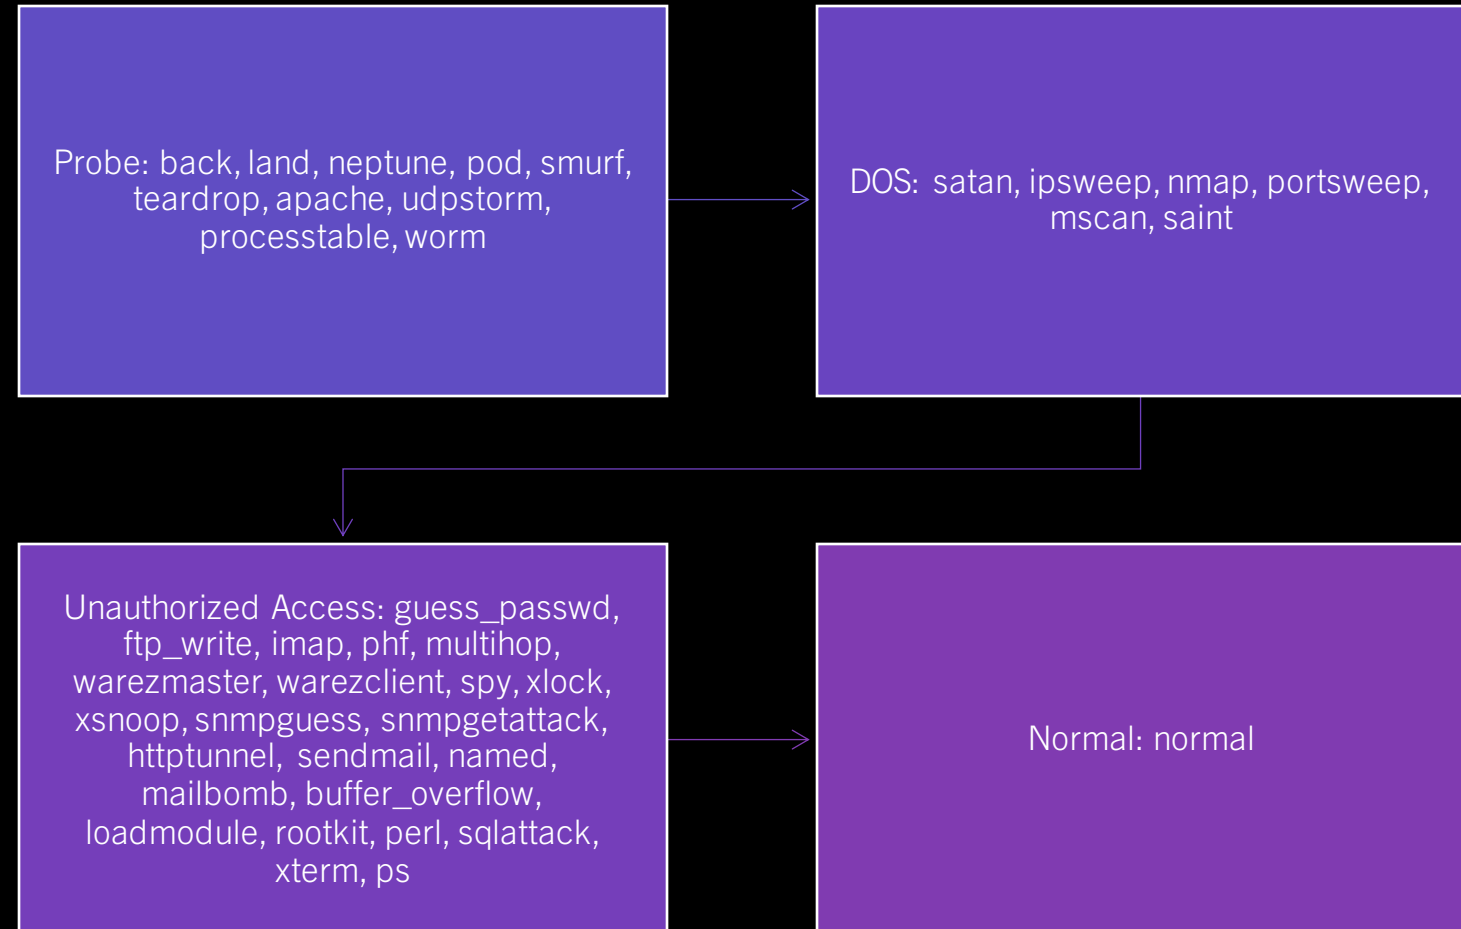 Probe: back, land, neptune, pod, smurf,
teardrop, apache, udpstorm,
processtable, worm
DOS: satan, ipsweep, nmap, portsweep,
mscan, saint
Unauthorized Access: guess_passwd,
ftp_write, imap, phf, multihop,
warezmaster, warezclient, spy, xlock,
xsnoop, snmpguess, snmpgetattack,
httptunnel, sendmail, named,
mailbomb, buffer_overflow,
loadmodule, rootkit, perl, sqlattack,
xterm, ps
Normal: normal